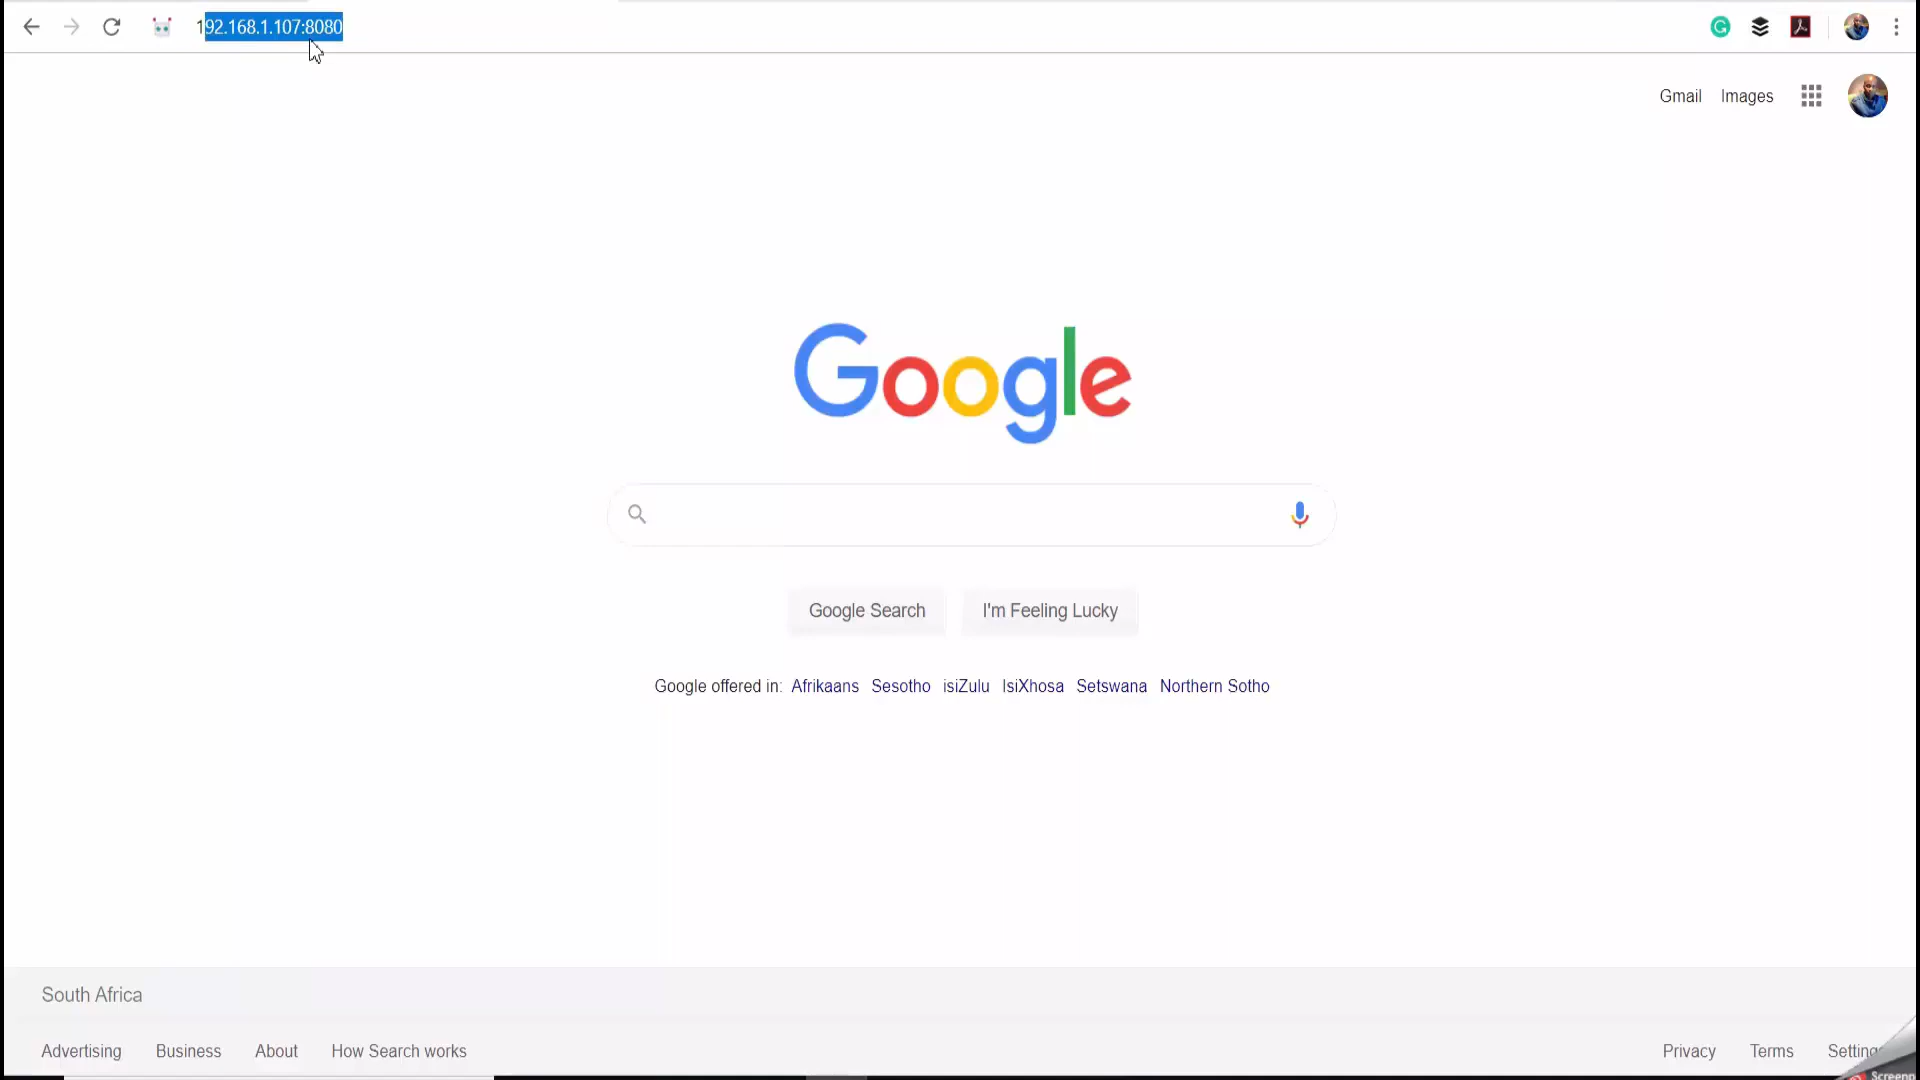 192.168.1.107:8080
Gmail Images
Google
Google Search I'm Feeling Lucky
Google offered in: Afrikaans Sesotho isiZulu IsiXhosa Setswana Northern Sotho
South Africa
Advertising Business About How Search works Privacy Terms